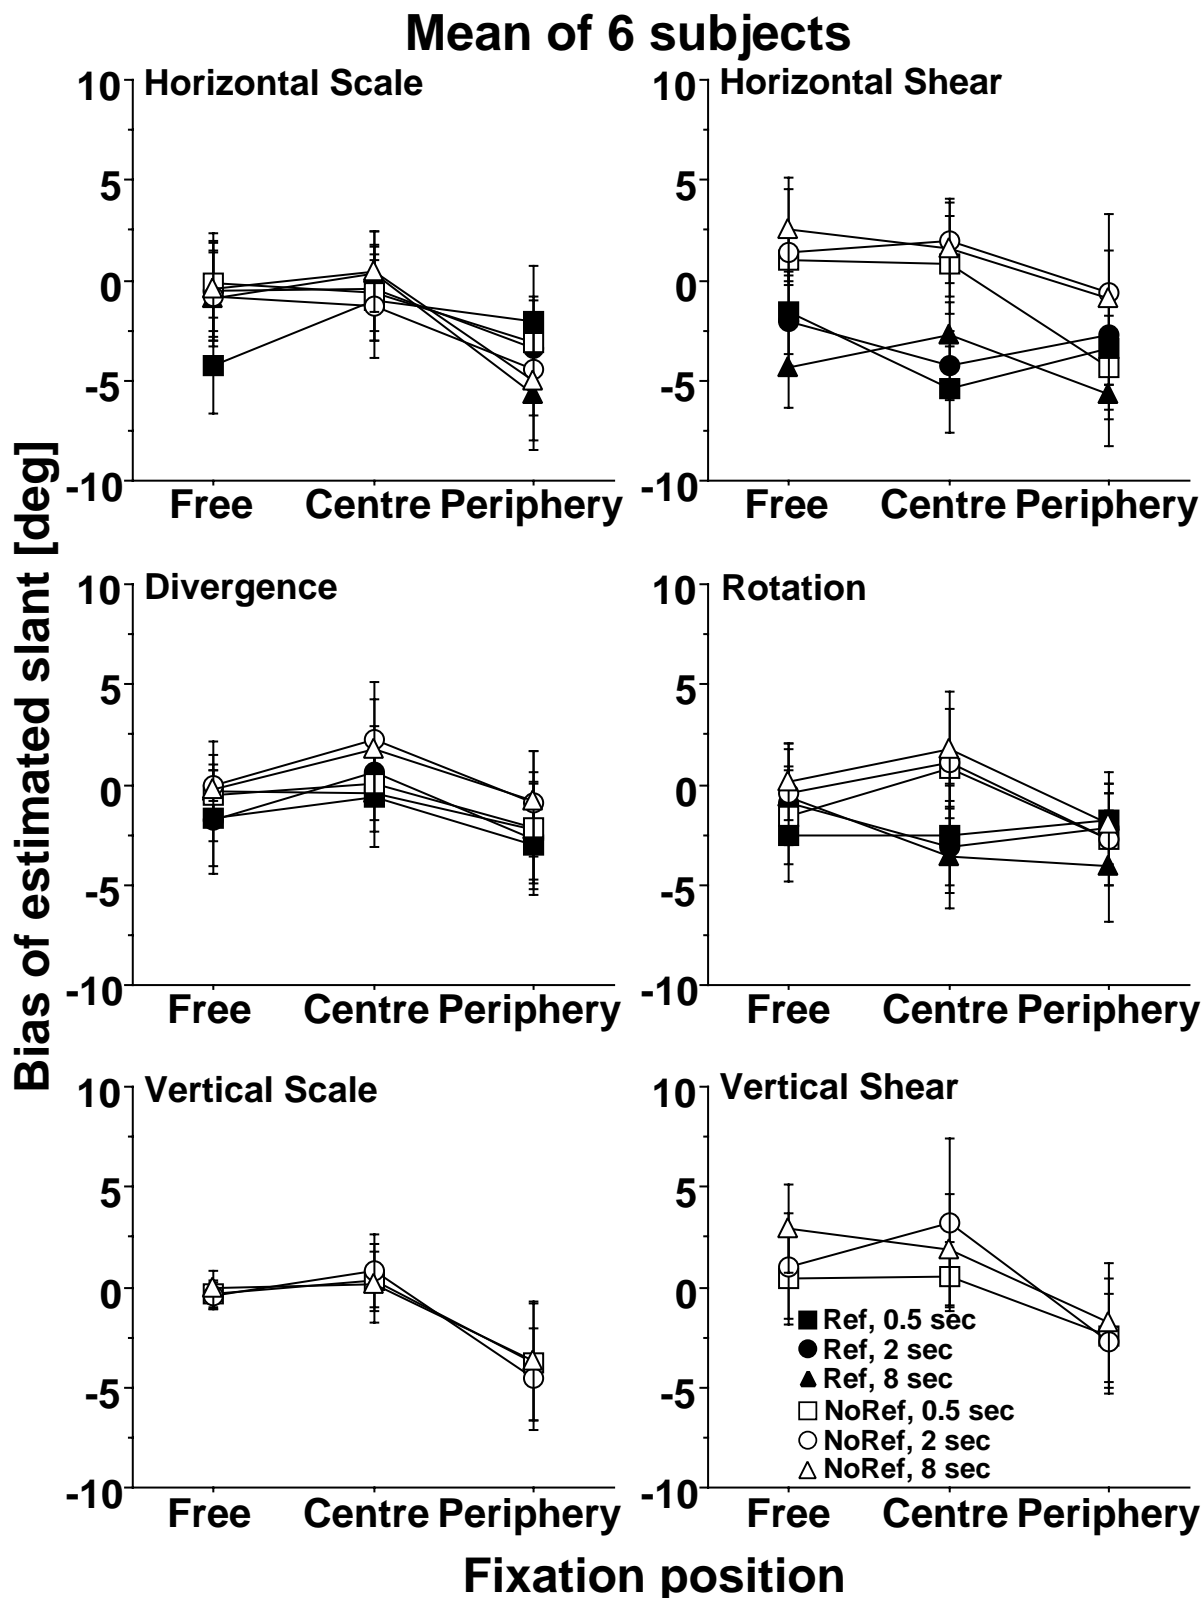 Mean of 6 subjects
Horizontal Scale
10
5
0
-5
-10
Free Centre Periphery
Horizontal Shear
10
5
0
-5
-10
Free Centre Periphery
Bias of estimated slant [deg]
Divergence
10
5
0
-5
-10
Free Centre Periphery
Rotation
10
5
0
-5
-10
Free Centre Periphery
Vertical Scale
10
5
0
-5
-10
Free Centre Periphery
Vertical Shear
10
5
0
-5
-10
Ref, 0.5 sec
Ref, 2 sec
Ref, 8 sec
NoRef, 0.5 sec
NoRef, 2 sec
NoRef, 8 sec
Free Centre Periphery
Fixation position